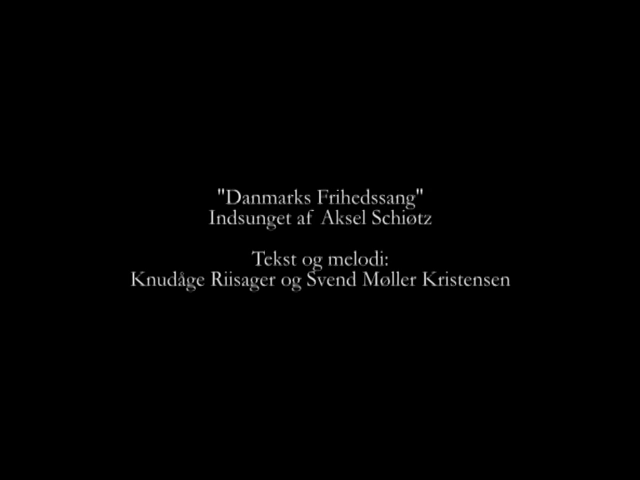 "Danmarks Frihedssang"
Indsunget af Aksel Schiøtz
Tekst og melodi:
Knudåge Riisager og Svend Møller Kristensen